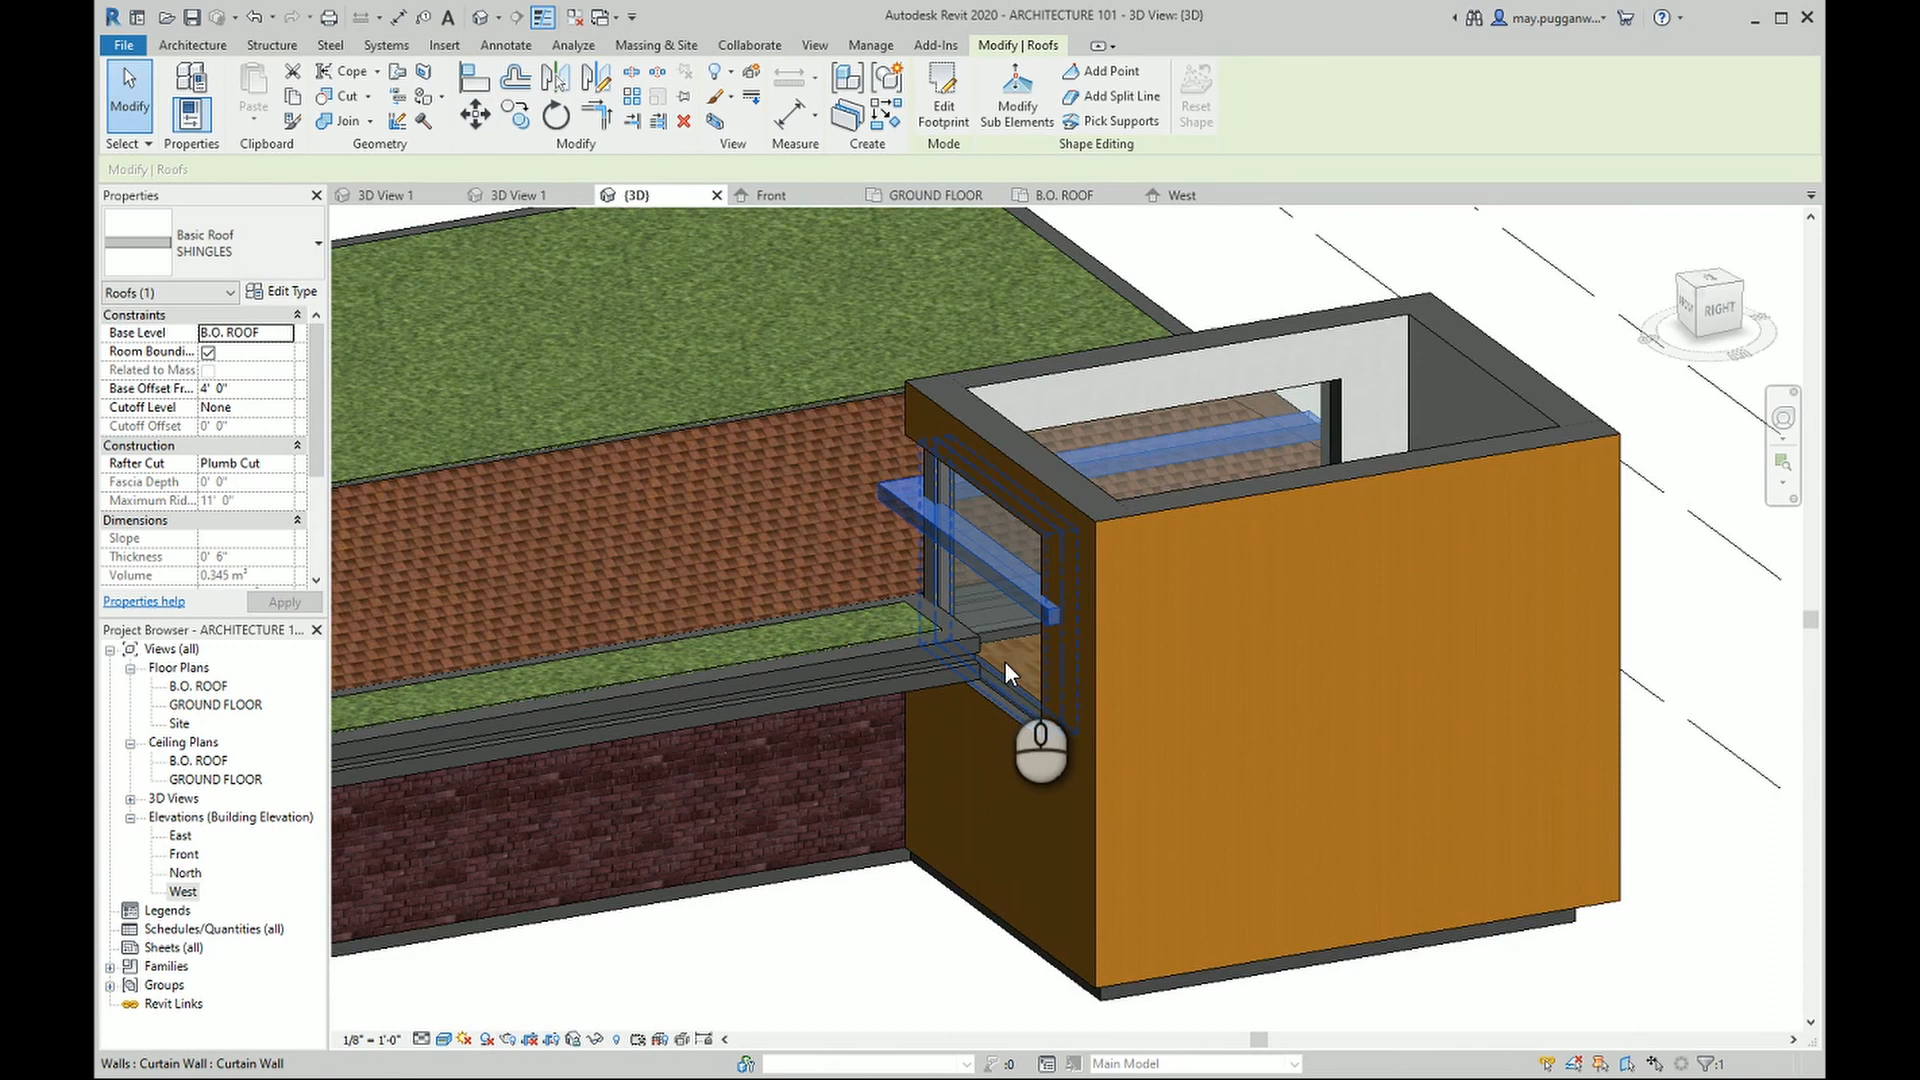 Autodesk Revit 2020 - ARCHITECTURE 101 - 3D View: {3D}
may.pugganw...
File Architecture Structure Steel Systems Insert Annotate Analyze Massing & Site Collaborate View Manage Add-Ins Modify | Roofs
Modify
Paste
Cope
Cut
Join
Edit Footprint
Modify Sub Elements
Add Point
Add Split Line
Pick Supports
Reset Shape
Select Properties Clipboard Geometry Modify View Measure Create Mode Shape Editing
Modify | Roofs
Properties
3D View 1
3D View 1
{3D}
Front
GROUND FLOOR
B.O. ROOF
West
Basic Roof
SHINGLES
Roofs (1)
Edit Type
Constraints
Base Level B.O. ROOF
Room Boundi...
Related to Mass
Base Offset Fr... 4' 0"
Cutoff Level None
Cutoff Offset 0' 0"
Construction
Rafter Cut Plumb Cut
Fascia Depth 0' 0"
Maximum Rid... 11' 0"
Dimensions
Slope
Thickness 0' 6"
Volume 0.345 m³
Properties help
Apply
Project Browser - ARCHITECTURE 1...
Views (all)
Floor Plans
B.O. ROOF
GROUND FLOOR
Site
Ceiling Plans
B.O. ROOF
GROUND FLOOR
3D Views
Elevations (Building Elevation)
East
Front
North
West
Legends
Schedules/Quantities (all)
Sheets (all)
Families
Groups
Revit Links
RIGHT
1/8" = 1'-0"
Walls : Curtain Wall : Curtain Wall
:0
Main Model
:1